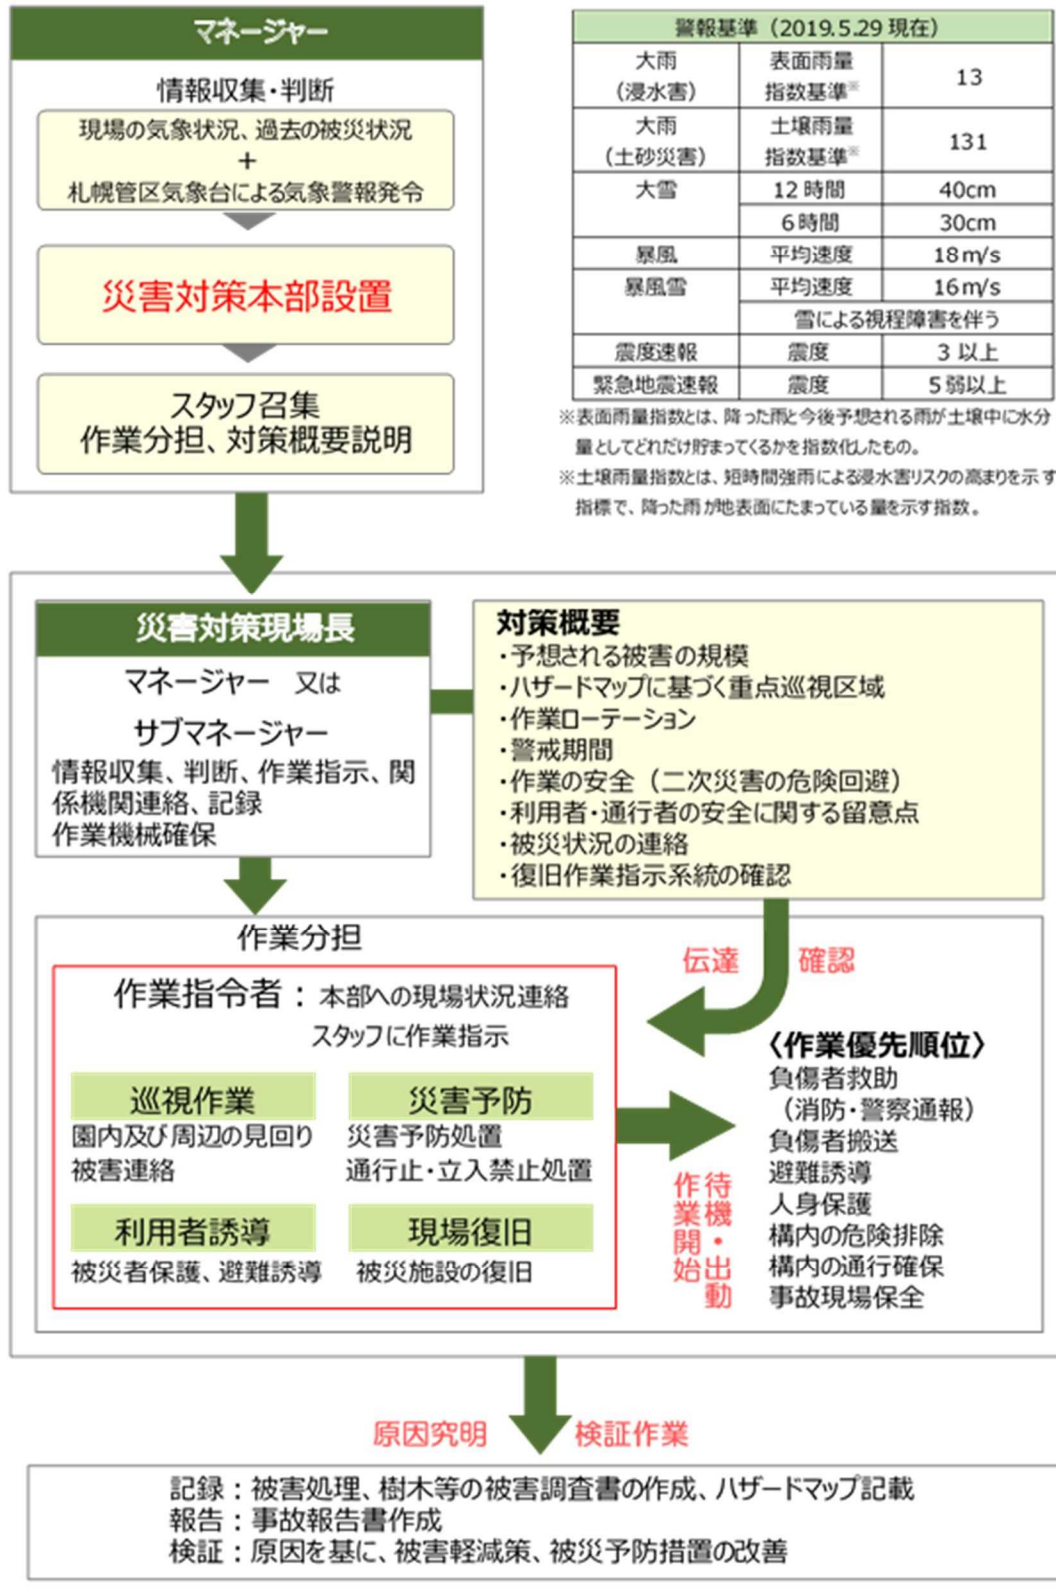 マネージャー
情報収集・判断
現場の気象状況、過去の被災状況
+
札幌管区気象台による気象警報発令
災害対策本部設置
スタッフ召集
作業分担、対策概要説明
警報基準（2019.5.29 現在）
大雨
（浸水害）
表面雨量
指数基準※
13
大雨
（土砂災害）
土壌雨量
指数基準※
131
大雪
12 時間
40cm
6 時間
30cm
暴風
平均速度
18m/s
暴風雪
平均速度
16m/s
雪による視程障害を伴う
震度速報
震度
3 以上
緊急地震速報
震度
5 弱以上
※表面雨量指数とは、降った雨と今後予想される雨が土壌中に水分
量としてどれだけ貯まってくるかを指数化したもの。
※土壌雨量指数とは、短時間強雨による浸水害リスクの高まりを示す
指標で、降った雨が地表面にたまっている量を示す指数。
災害対策現場長
マネージャー 又は
サブマネージャー
情報収集、判断、作業指示、関
係機関連絡、記録
作業機械確保
対策概要
・予想される被害の規模
・ハザードマップに基づく重点巡視区域
・作業ローテーション
・警戒期間
・作業の安全（二次災害の危険回避）
・利用者・通行者の安全に関する留意点
・被災状況の連絡
・復旧作業指示系統の確認
伝達 確認
作業分担
作業指令者：本部への現場状況連絡
スタッフに作業指示
巡視作業
園内及び周辺の見回り
被害連絡
災害予防
災害予防処置
通行止・立入禁止処置
利用者誘導
被災者保護、避難誘導
現場復旧
被災施設の復旧
待機・出動
作業開始
〈作業優先順位〉
負傷者救助
（消防・警察通報）
負傷者搬送
避難誘導
人身保護
構内の危険排除
構内の通行確保
事故現場保全
原因究明 検証作業
記録：被害処理、樹木等の被害調査書の作成、ハザードマップ記載
報告：事故報告書作成
検証：原因を基に、被害軽減策、被災予防措置の改善